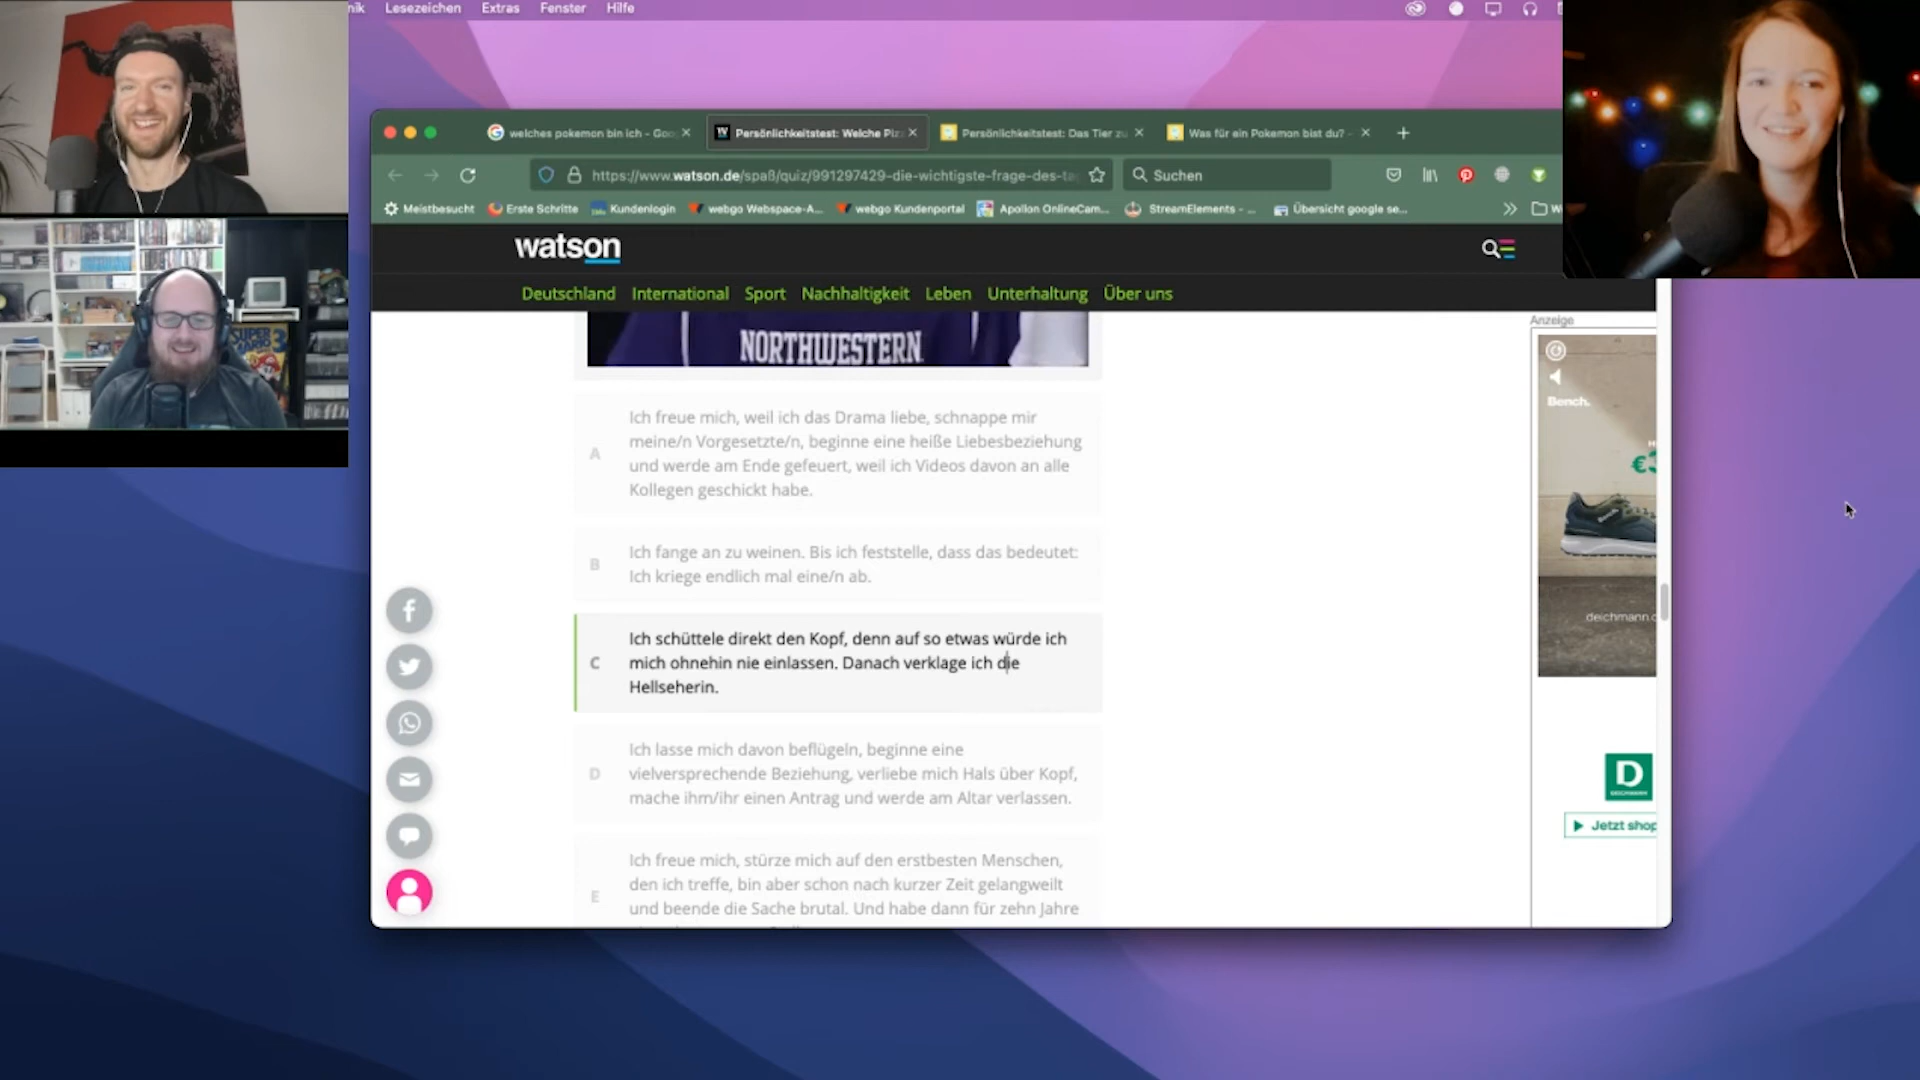 Lesezeichen Extras Fenster Hilfe
welches pokemon bin ich - Goo
Persönlichkeitstest: Welche Piz
Persönlichkeitstest: Das Tier zu
Was für ein Pokemon bist du? -
https://www.watson.de/spaß/quiz/991297429-die-wichtigste-frage-des-ta
Suchen
Meistbesucht Erste Schritte Kundenlogin webgo Webspace-A... webgo Kundenportal Apollon OnlineCam... StreamElements - ... Übersicht google se...
watson
Deutschland International Sport Nachhaltigkeit Leben Unterhaltung Über uns
NORTHWESTERN
A
Ich freue mich, weil ich das Drama liebe, schnappe mir
meine/n Vorgesetzte/n, beginne eine heiße Liebesbeziehung
und werde am Ende gefeuert, weil ich Videos davon an alle
Kollegen geschickt habe.
B
Ich fange an zu weinen. Bis ich feststelle, dass das bedeutet:
Ich kriege endlich mal eine/n ab.
C
Ich schüttele direkt den Kopf, denn auf so etwas würde ich
mich ohnehin nie einlassen. Danach verklage ich die
Hellseherin.
D
Ich lasse mich davon beflügeln, beginne eine
vielversprechende Beziehung, verliebe mich Hals über Kopf,
mache ihm/ihr einen Antrag und werde am Altar verlassen.
E
Ich freue mich, stürze mich auf den erstbesten Menschen,
den ich treffe, bin aber schon nach kurzer Zeit gelangweilt
und beende die Sache brutal. Und habe dann für zehn Jahre
Anzeige
Bench.
deichmann.c
D
DEICHMANN
Jetzt shop
SUPER
MARIO
3